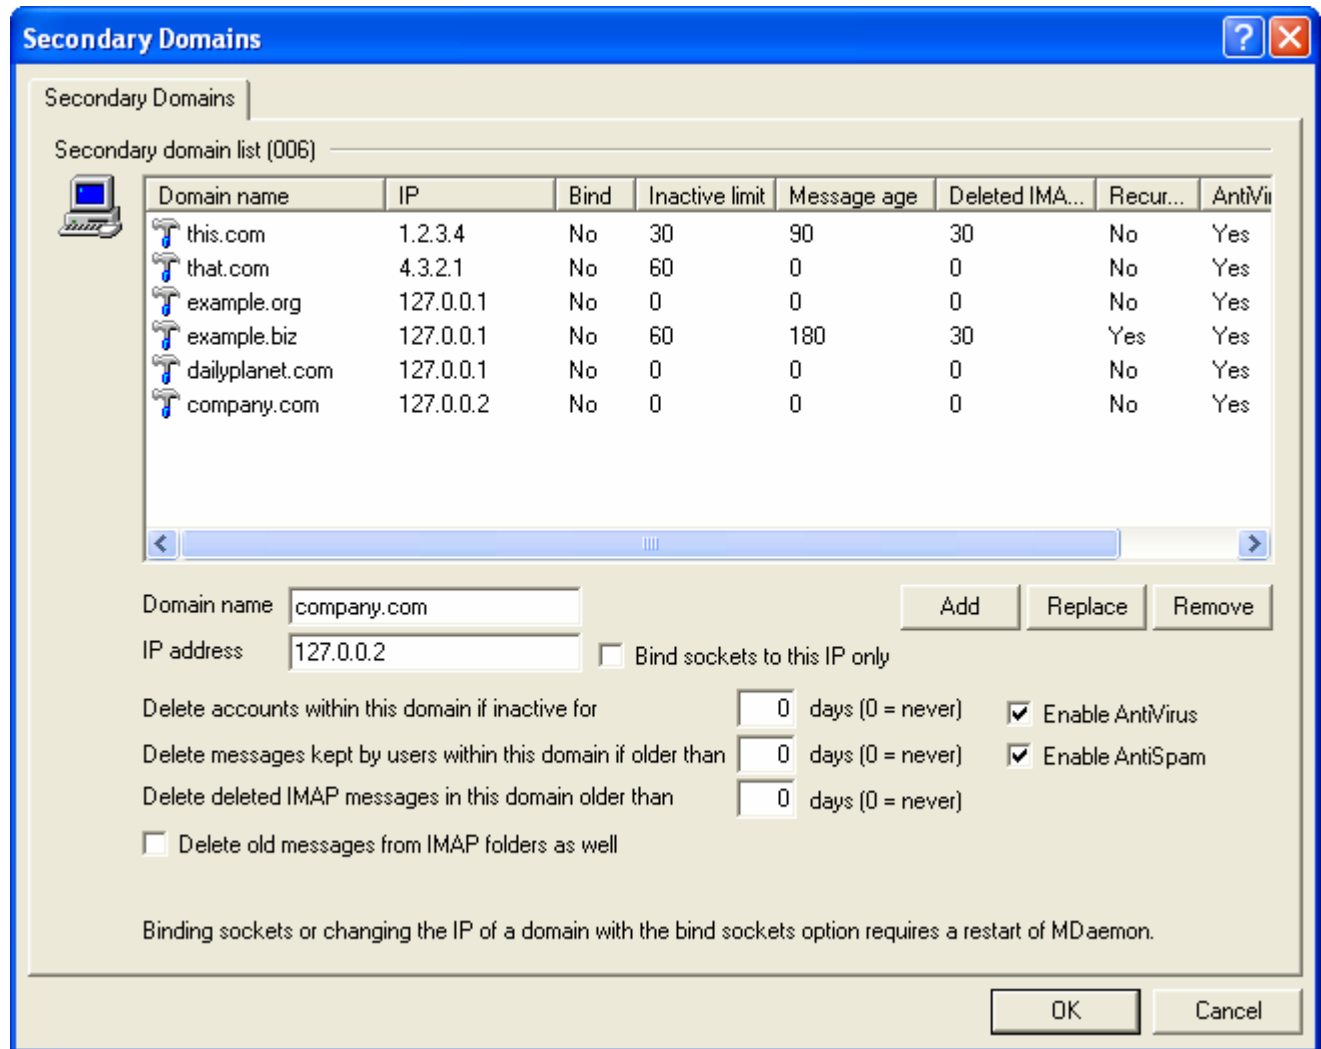 Secondary Domains
Secondary Domains
Secondary domain list (006)
Domain name IP Bind Inactive limit Message age Deleted IMA... Recur... AntiVir
this.com 1.2.3.4 No 30 90 30 No Yes
that.com 4.3.2.1 No 60 0 0 No Yes
example.org 127.0.0.1 No 0 0 0 No Yes
example.biz 127.0.0.1 No 60 180 30 Yes Yes
dailyplanet.com 127.0.0.1 No 0 0 0 No Yes
company.com 127.0.0.2 No 0 0 0 No Yes
Domain name company.com Add Replace Remove
IP address 127.0.0.2 Bind sockets to this IP only
Delete accounts within this domain if inactive for 0 days (0 = never) Enable AntiVirus
Delete messages kept by users within this domain if older than 0 days (0 = never) Enable AntiSpam
Delete deleted IMAP messages in this domain older than 0 days (0 = never)
Delete old messages from IMAP folders as well
Binding sockets or changing the IP of a domain with the bind sockets option requires a restart of MDaemon.
OK Cancel